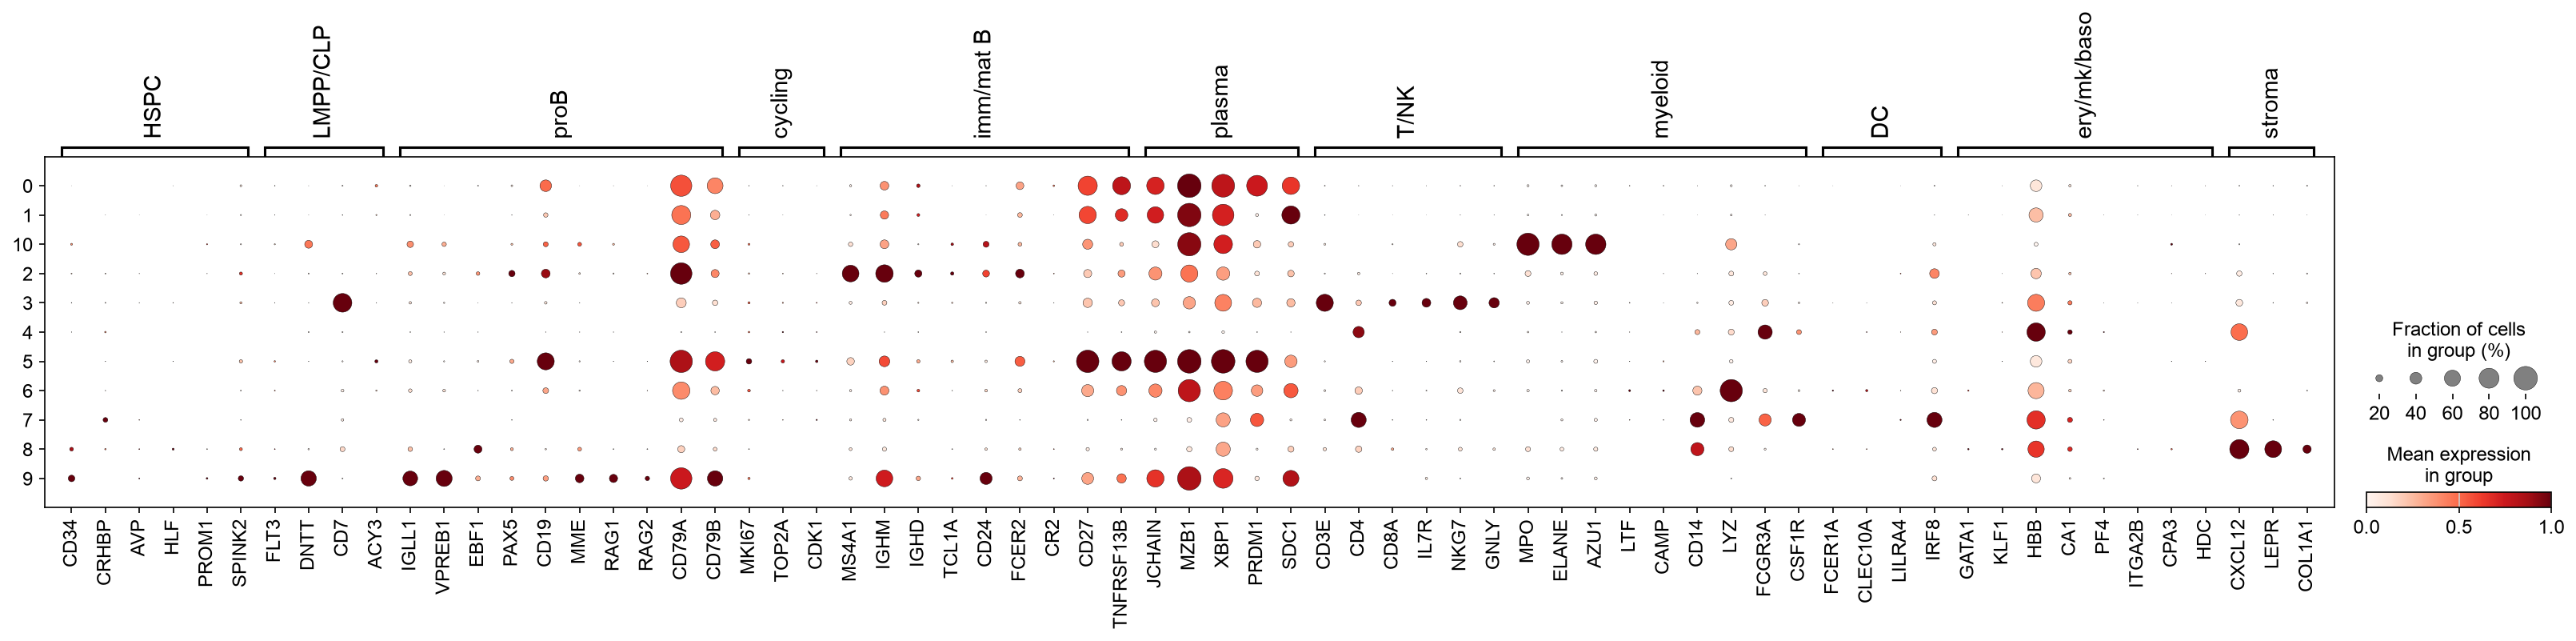 HSPC
LMPP/CLP
proB
cycling
imm/mat B
plasma
T/NK
myeloid
DC
ery/mk/baso
stroma
0
1
10
2
3
4
5
6
7
8
9
CD34
CRHBP
AVP
HLF
PROM1
SPINK2
FLT3
DNTT
CD7
ACY3
IGLL1
VPREB1
EBF1
PAX5
CD19
MME
RAG1
RAG2
CD79A
CD79B
MKI67
TOP2A
CDK1
MS4A1
IGHM
IGHD
TCL1A
CD24
FCER2
CR2
CD27
TNFRSF13B
JCHAIN
MZB1
XBP1
PRDM1
SDC1
CD3E
CD4
CD8A
IL7R
NKG7
GNLY
MPO
ELANE
AZU1
LTF
CAMP
CD14
LYZ
FCGR3A
CSF1R
FCER1A
CLEC10A
LILRA4
IRF8
GATA1
KLF1
HBB
CA1
PF4
ITGA2B
CPA3
HDC
CXCL12
LEPR
COL1A1
Fraction of cells
in group (%)
20 40 60 80 100
Mean expression
in group
0.0 0.5 1.0